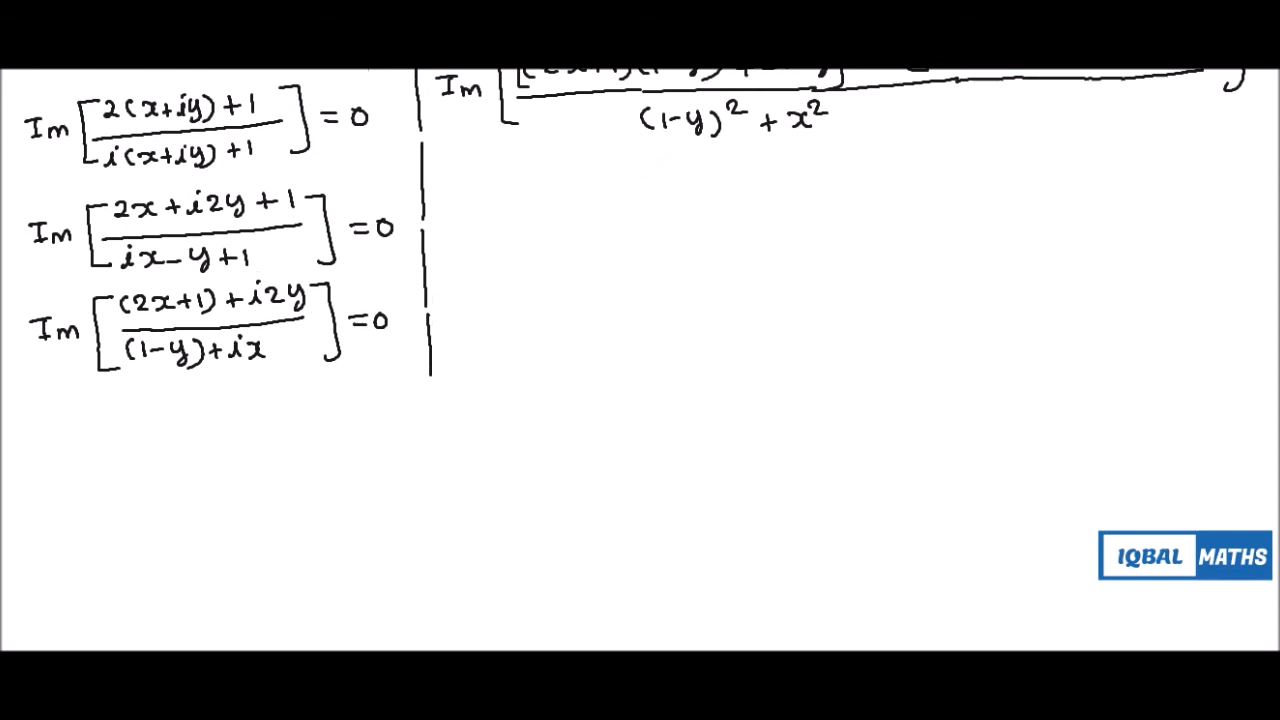 Im [ 2(x+iy)+1 / i(x+iy)+1 ] = 0
Im [ 2x+i2y+1 / ix-y+1 ] = 0
Im [ (2x+1)+i2y / (1-y)+ix ] = 0
Im [ / (1-y)² + x²
IQBAL MATHS